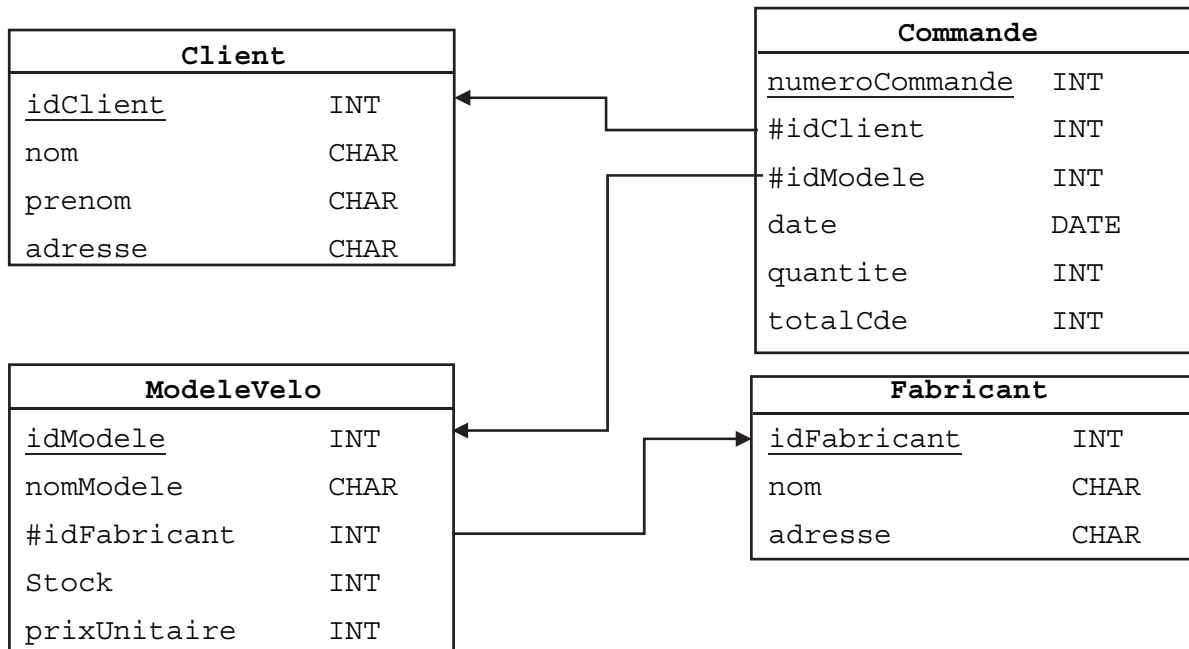 Client
idClient INT
nom CHAR
prenom CHAR
adresse CHAR
Commande
numeroCommande INT
#idClient INT
#idModele INT
date DATE
quantite INT
totalCde INT
ModeleVelo
idModele INT
nomModele CHAR
#idFabricant INT
Stock INT
prixUnitaire INT
Fabricant
idFabricant INT
nom CHAR
adresse CHAR